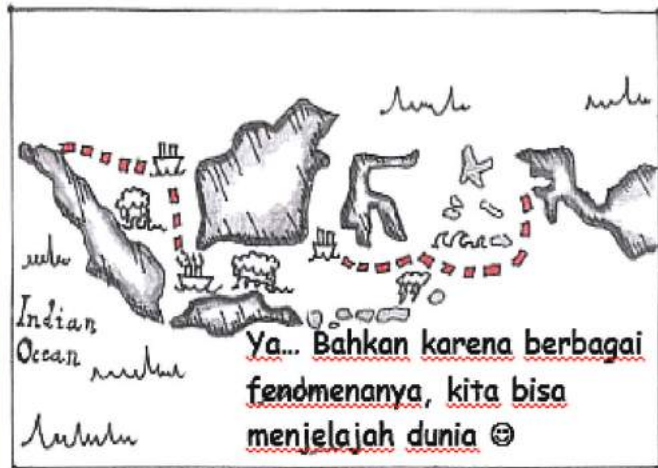 Indian
Ocean
Ya... Bahkan karena berbagai
fenomenanya, kita bisa
menjelajah dunia ☺